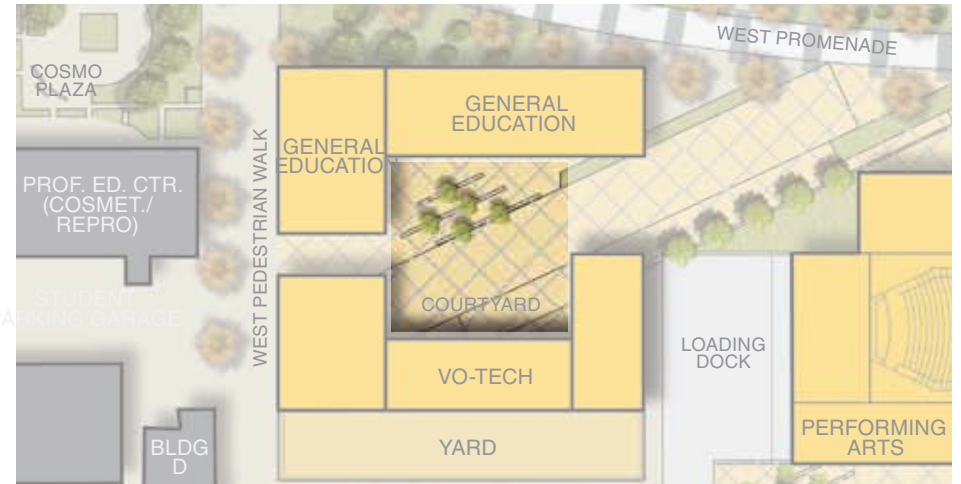 COSMO
PLAZA
WEST PROMENADE
GENERAL
EDUCATION
GENERAL
EDUCATION
PROF. ED. CTR.
(COSMET./
REPRO)
WEST PEDESTRIAN WALK
STUDENT
PARKING GARAGE
COURTYARD
LOADING
DOCK
VO-TECH
PERFORMING
ARTS
YARD
BLDG
D